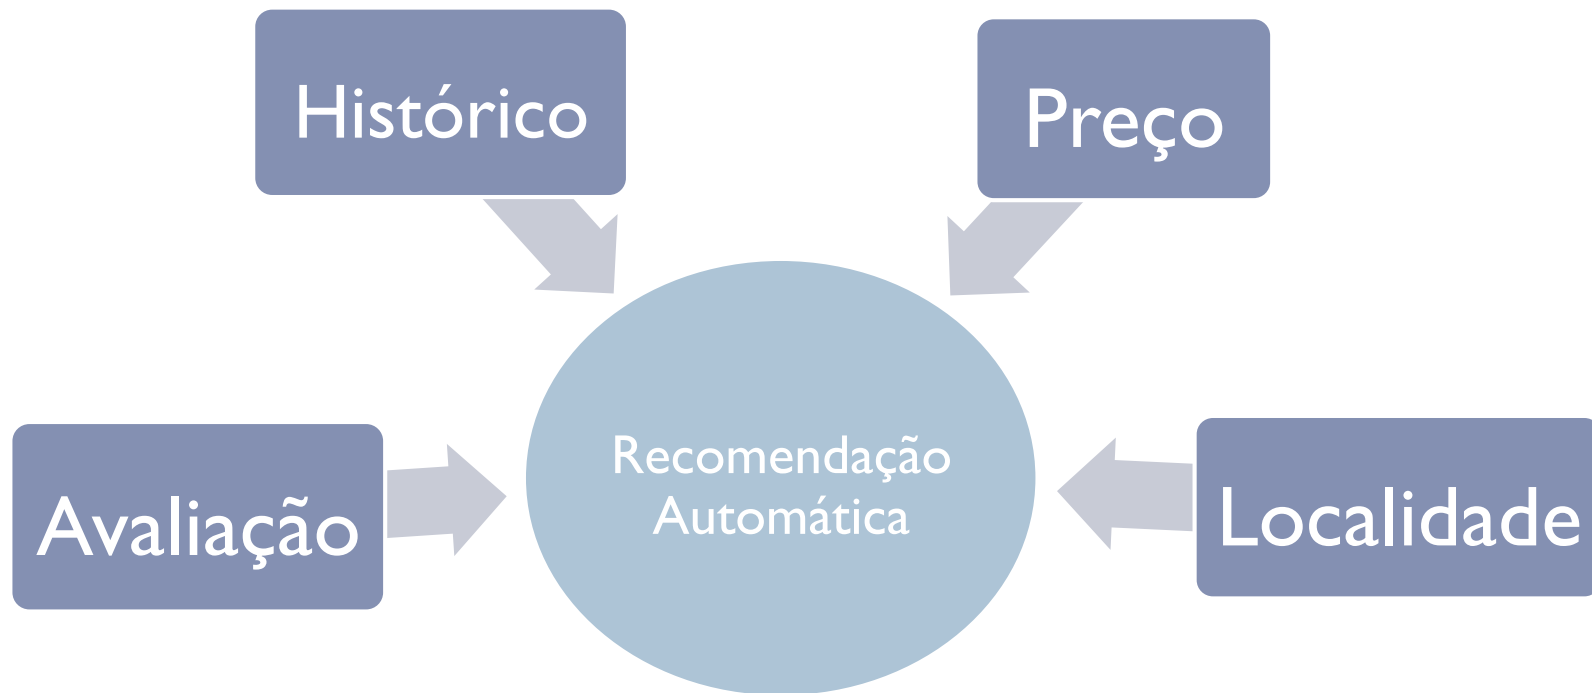 Histórico
Preço
Avaliação
Recomendação
Automática
Localidade